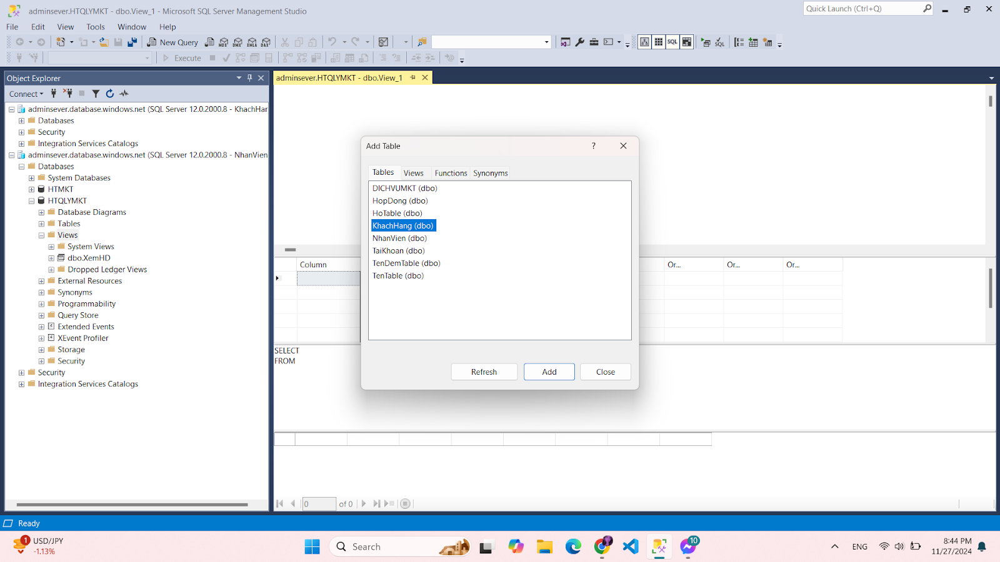 adminsever.HTQLYMKT - dbo.View_1 - Microsoft SQL Server Management Studio
Quick Launch (Ctrl+Q)
File Edit View Tools Window Help
New Query MDX DMX XMLA DAX SQL SQL
Execute
Object Explorer
adminsever.HTQLYMKT - dbo.View_1
Connect
adminsever.database.windows.net (SQL Server 12.0.2000.8 - KhachHar
Databases
Security
Integration Services Catalogs
adminsever.database.windows.net (SQL Server 12.0.2000.8 - NhanVien
Databases
System Databases
HTMKT
HTQLYMKT
Database Diagrams
Tables
Views
System Views
dbo.XemHD
Dropped Ledger Views
External Resources
Synonyms
Programmability
Query Store
Extended Events
XEvent Profiler
Storage
Security
Security
Integration Services Catalogs
Add Table ?
Tables Views Functions Synonyms
DICHVUMKT (dbo)
HopDong (dbo)
HoTable (dbo)
KhachHang (dbo)
NhanVien (dbo)
TaiKhoan (dbo)
TenDemTable (dbo)
TenTable (dbo)
Refresh Add Close
Column Or... Or... Or...
SELECT
FROM
0 of 0
Ready
1 USD/JPY
-1.13%
Search
10
ENG
8:44 PM
11/27/2024